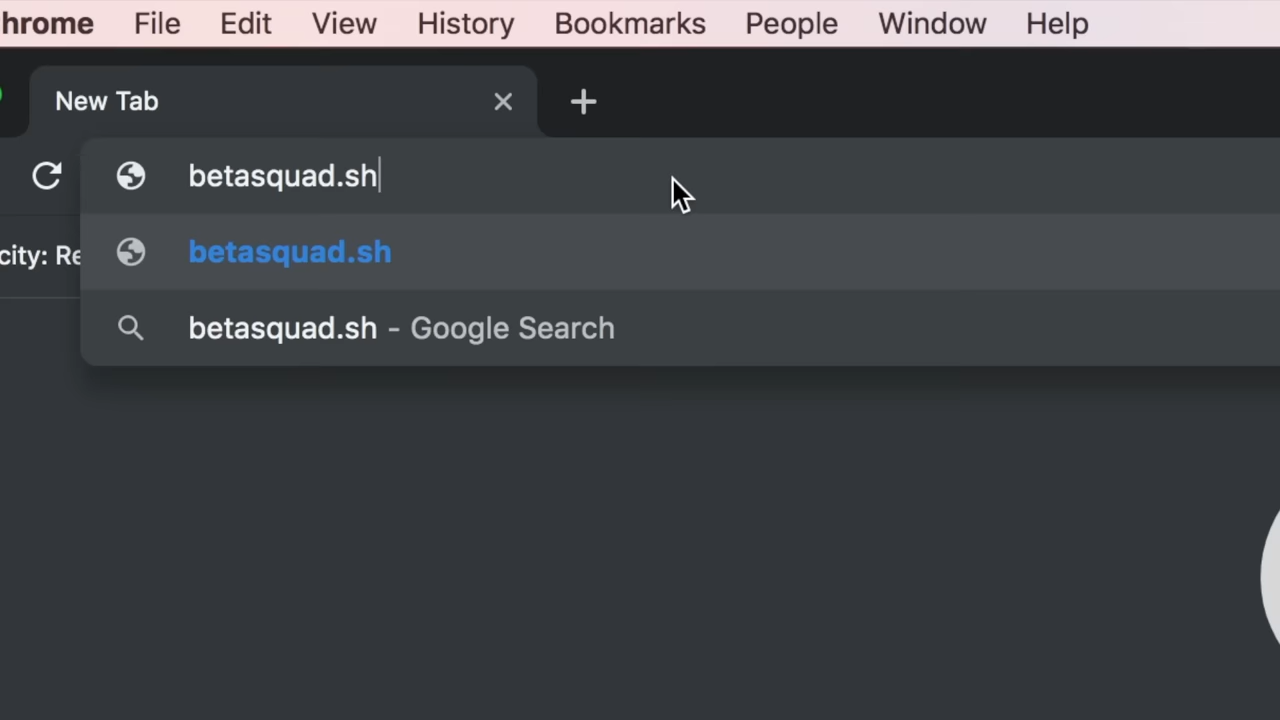 hrome File Edit View History Bookmarks People Window Help
New Tab
betasquad.sh
city: Re
betasquad.sh
betasquad.sh - Google Search